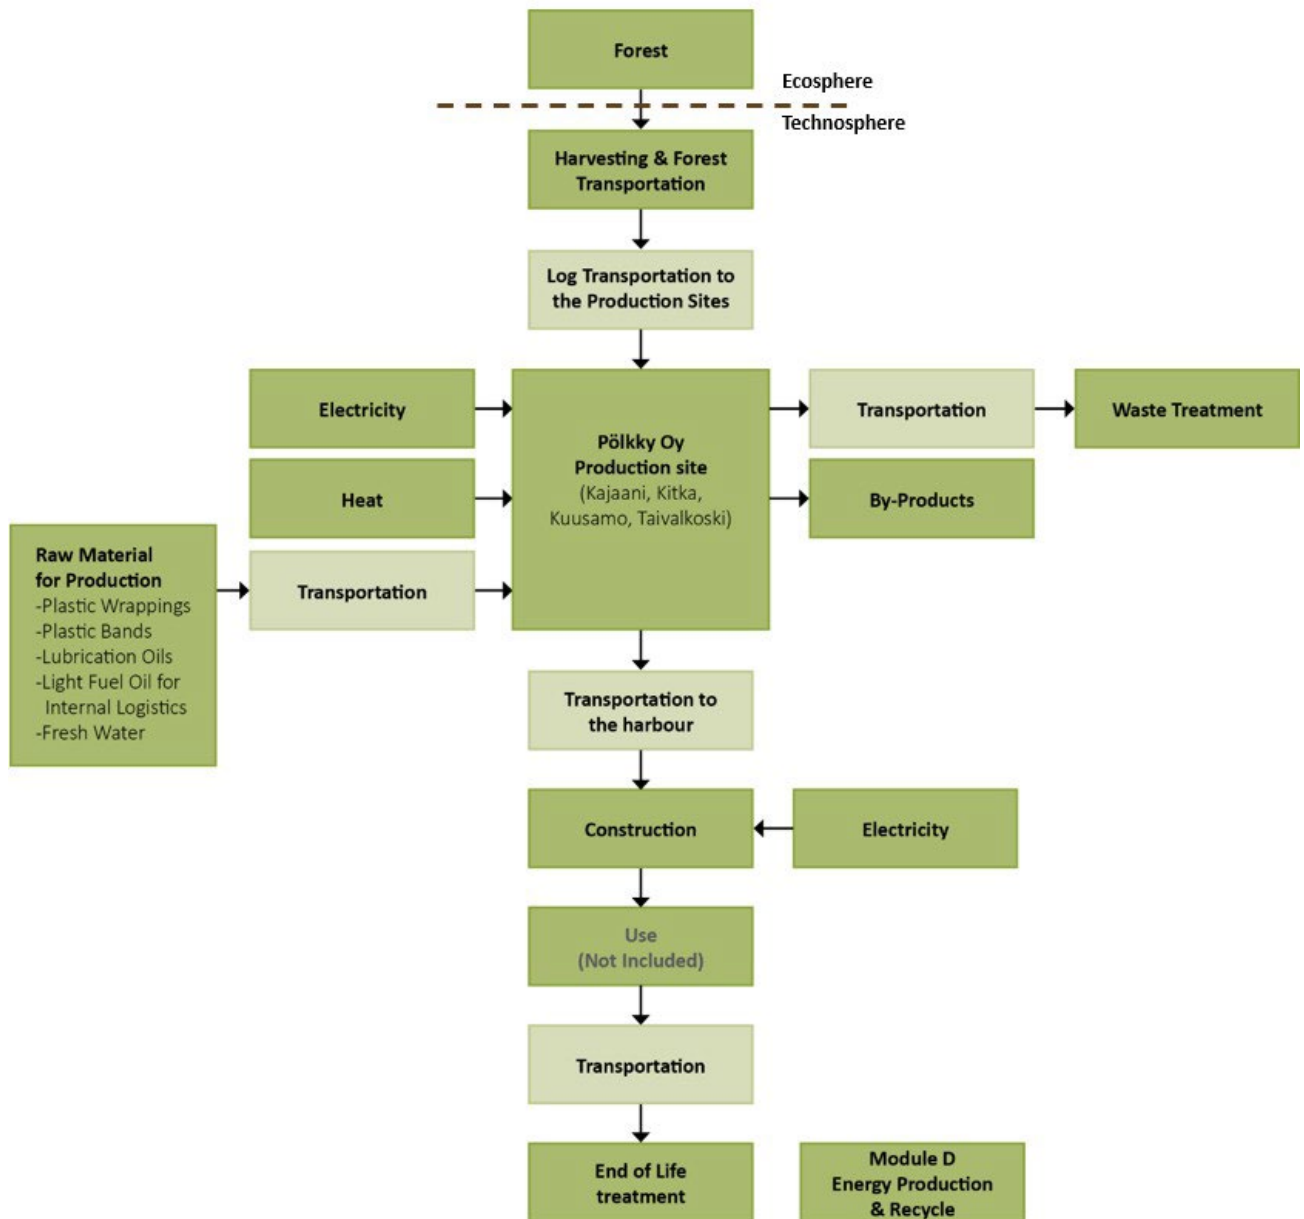 Forest
Ecosphere
Technosphere
Harvesting & Forest
Transportation
Log Transportation to
the Production Sites
Electricity
Heat
Raw Material
for Production
-Plastic Wrappings
-Plastic Bands
-Lubrication Oils
-Light Fuel Oil for
Internal Logistics
-Fresh Water
Transportation
Pölkky Oy
Production site
(Kajaani, Kitka,
Kuusamo, Taivalkoski)
Transportation
Waste Treatment
By-Products
Transportation to
the harbour
Construction
Electricity
Use
(Not Included)
Transportation
End of Life
treatment
Module D
Energy Production
& Recycle